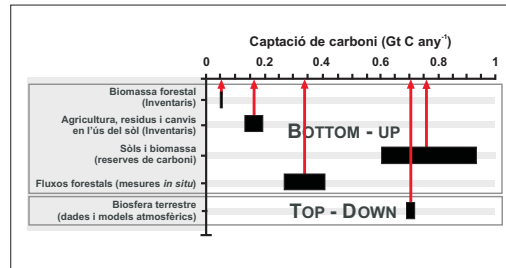 Captació de carboni (Gt C any-1)
0 0.2 0.4 0.6 0.8 1
Biomassa forestal
(Inventaris)
Agricultura, residus i canvis
en l'ús del sòl (Inventaris)
BOTTOM - UP
Sòls i biomassa
(reserves de carboni)
Fluxos forestals (mesures in situ)
Biosfera terrestre
(dades i models atmosfèrics)
TOP - DOWN